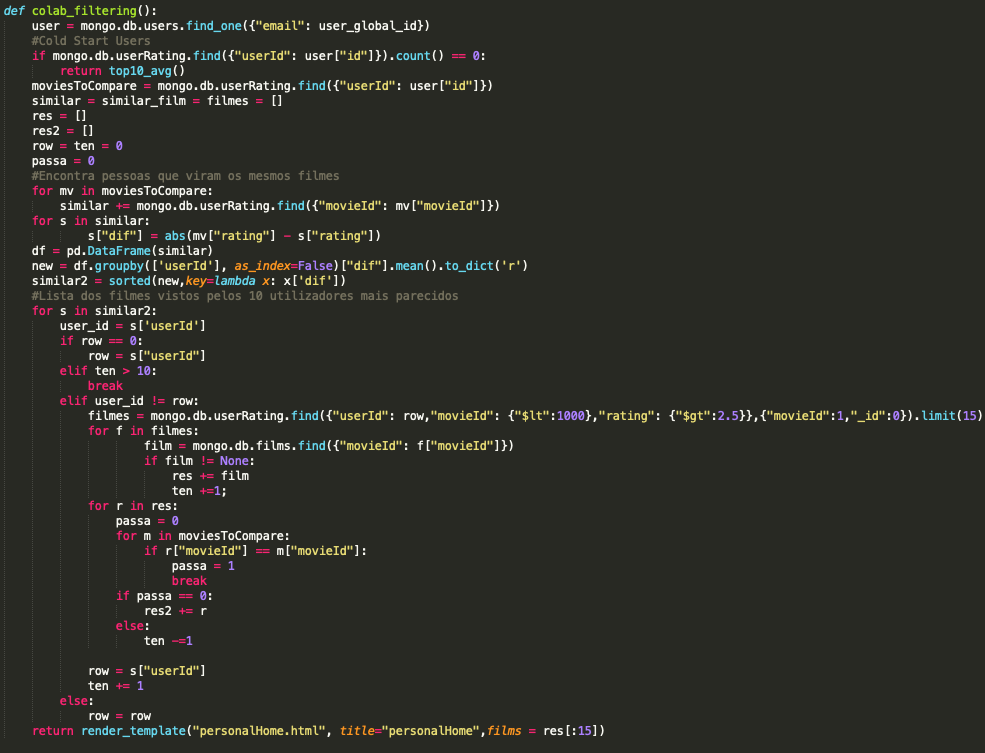 def colab_filtering():
    user = mongo.db.users.find_one({"email": user_global_id})
    #Cold Start Users
    if mongo.db.userRating.find({"userId": user["id"]}).count() == 0:
        return top10_avg()
    moviesToCompare = mongo.db.userRating.find({"userId": user["id"]})
    similar = similar_film = filmes = []
    res = []
    res2 = []
    row = ten = 0
    passa = 0
    #Encontra pessoas que viram os mesmos filmes
    for mv in moviesToCompare:
        similar += mongo.db.userRating.find({"movieId": mv["movieId"]})
    for s in similar:
            s["dif"] = abs(mv["rating"] - s["rating"])
    df = pd.DataFrame(similar)
    new = df.groupby(['userId'], as_index=False)["dif"].mean().to_dict('r')
    similar2 = sorted(new,key=lambda x: x['dif'])
    #Lista dos filmes vistos pelos 10 utilizadores mais parecidos
    for s in similar2:
        user_id = s['userId']
        if row == 0:
            row = s["userId"]
        elif ten > 10:
            break
        elif user_id != row:
            filmes = mongo.db.userRating.find({"userId": row,"movieId": {"$lt":1000},"rating": {"$gt":2.5}},{"movieId":1,"_id":0}).limit(15)
            for f in filmes:
                    film = mongo.db.films.find({"movieId": f["movieId"]})
                    if film != None:
                        res += film
                        ten +=1;
            for r in res:
                passa = 0
                for m in moviesToCompare:
                    if r["movieId"] == m["movieId"]:
                        passa = 1
                        break
                if passa == 0:
                    res2 += r
                else:
                    ten -=1
            row = s["userId"]
            ten += 1
        else:
            row = row
    return render_template("personalHome.html", title="personalHome",films = res[:15])